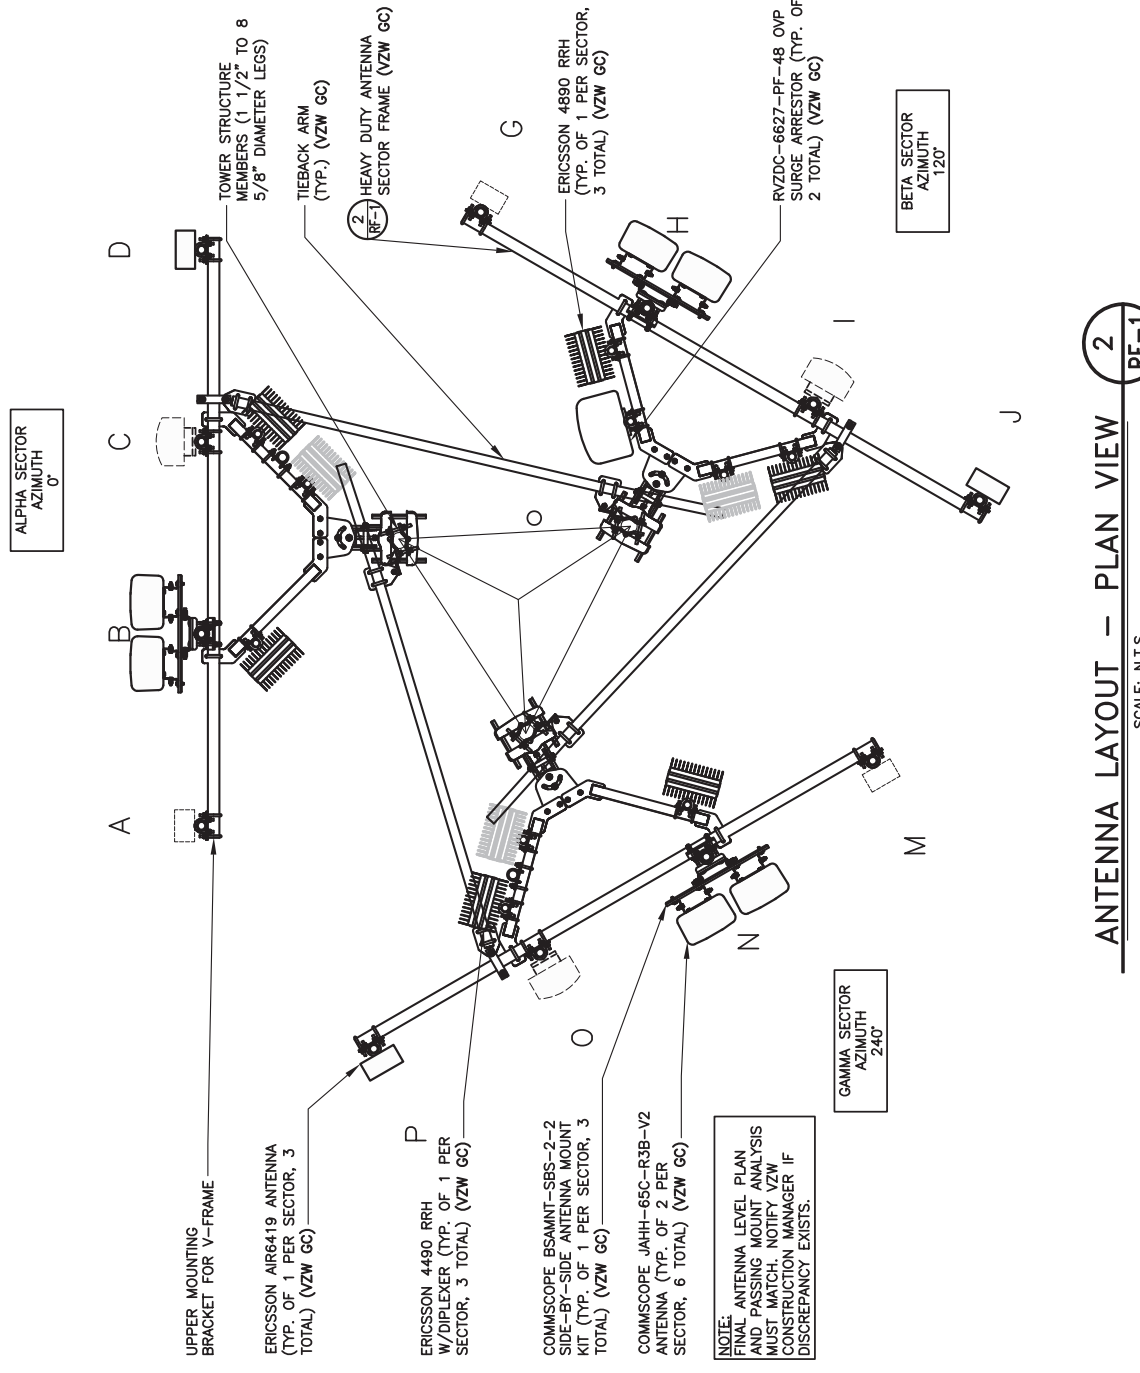 ALPHA SECTOR
AZIMUTH
0°
A
B
C
D
TOWER STRUCTURE
MEMBERS (1 1/2" TO 8
5/8" DIAMETER LEGS)
TIEBACK ARM
(TYP.) (VZW GC)
2
RF-1
HEAVY DUTY ANTENNA
SECTOR FRAME (VZW GC)
G
ERICSSON 4890 RRH
(TYP. OF 1 PER SECTOR,
3 TOTAL) (VZW GC)
H
RVZDC-6627-PF-48 OVP
SURGE ARRESTOR (TYP. OF
2 TOTAL) (VZW GC)
I
BETA SECTOR
AZIMUTH
120°
J
O
UPPER MOUNTING
BRACKET FOR V-FRAME
ERICSSON AIR6419 ANTENNA
(TYP. OF 1 PER SECTOR, 3
TOTAL) (VZW GC)
P
ERICSSON 4490 RRH
W/DIPLEXER (TYP. OF 1 PER
SECTOR, 3 TOTAL) (VZW GC)
O
COMMSCOPE BSAMNT-SBS-2-2
SIDE-BY-SIDE ANTENNA MOUNT
KIT (TYP. OF 1 PER SECTOR, 3
TOTAL) (VZW GC)
COMMSCOPE JAHH-65C-R3B-V2
ANTENNA (TYP. OF 2 PER
SECTOR, 6 TOTAL) (VZW GC)
N
M
GAMMA SECTOR
AZIMUTH
240°
NOTE:
FINAL ANTENNA LEVEL PLAN
AND PASSING MOUNT ANALYSIS
MUST MATCH. NOTIFY VZW
CONSTRUCTION MANAGER IF
DISCREPANCY EXISTS.
ANTENNA LAYOUT - PLAN VIEW
2
RF-1
SCALE: N.T.S.